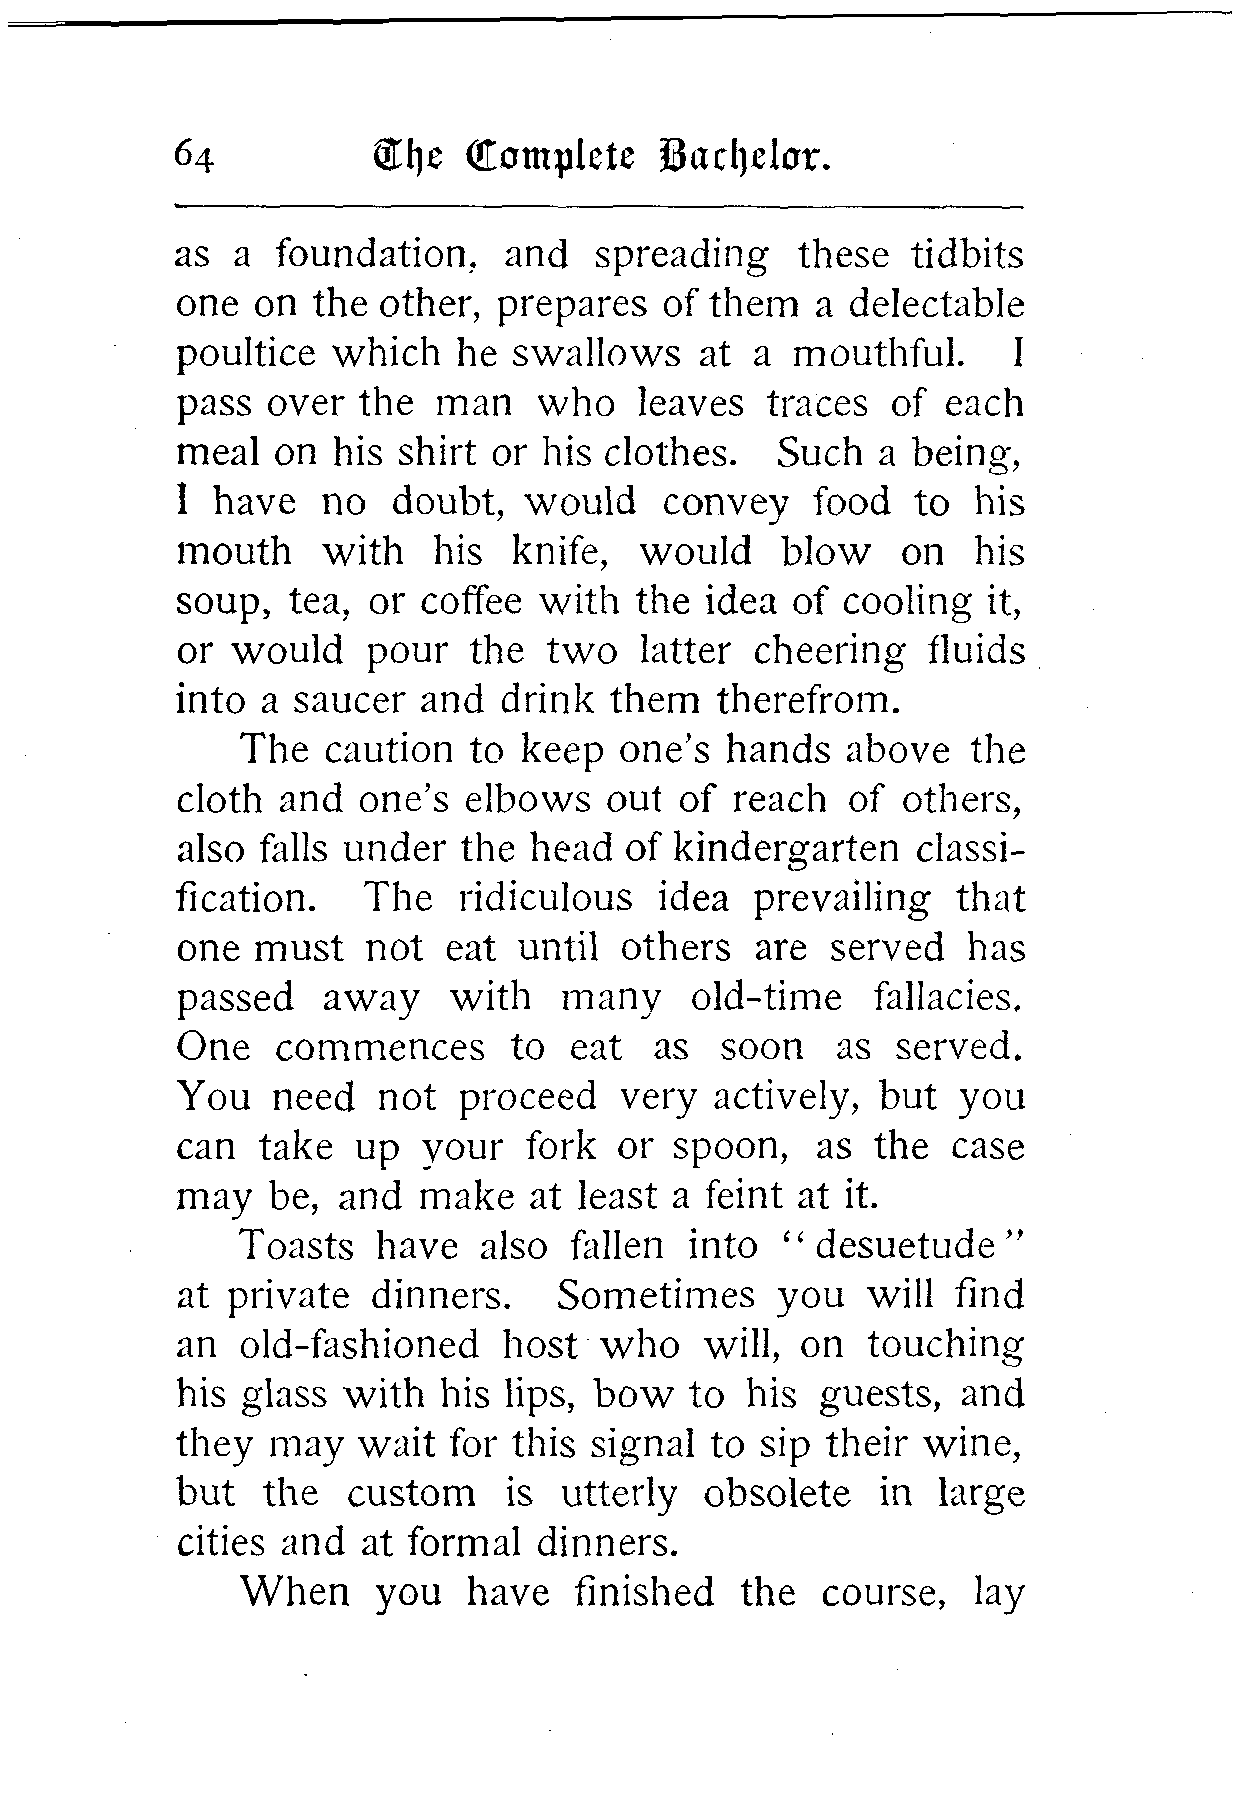 64 The Complete Bachelor.
as a foundation, and spreading these tidbits
one on the other, prepares of them a delectable
poultice which he swallows at a mouthful. I
pass over the man who leaves traces of each
meal on his shirt or his clothes. Such a being,
I have no doubt, would convey food to his
mouth with his knife, would blow on his
soup, tea, or coffee with the idea of cooling it,
or would pour the two latter cheering fluids
into a saucer and drink them therefrom.
The caution to keep one's hands above the
cloth and one's elbows out of reach of others,
also falls under the head of kindergarten classi-
fication. The ridiculous idea prevailing that
one must not eat until others are served has
passed away with many old-time fallacies.
One commences to eat as soon as served.
You need not proceed very actively, but you
can take up your fork or spoon, as the case
may be, and make at least a feint at it.
Toasts have also fallen into "desuetude"
at private dinners. Sometimes you will find
an old-fashioned host who will, on touching
his glass with his lips, bow to his guests, and
they may wait for this signal to sip their wine,
but the custom is utterly obsolete in large
cities and at formal dinners.
When you have finished the course, lay